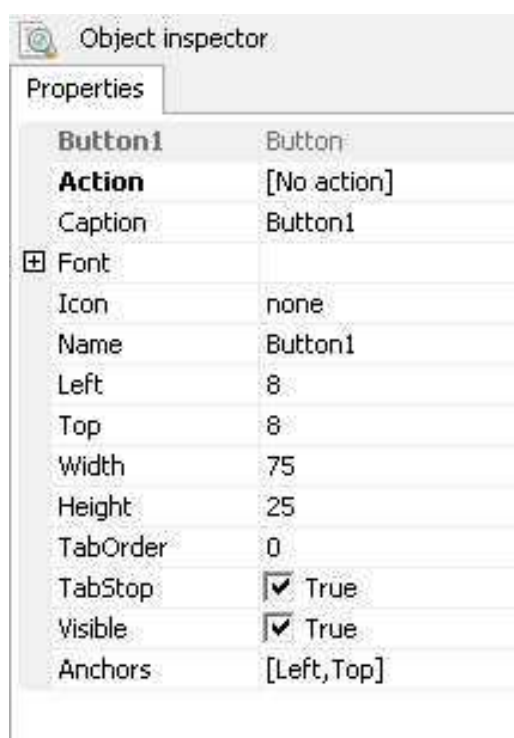 Object inspector
Properties
Button1 Button
Action [No action]
Caption Button1
Font
Icon none
Name Button1
Left 8
Top 8
Width 75
Height 25
TabOrder 0
TabStop True
Visible True
Anchors [Left,Top]